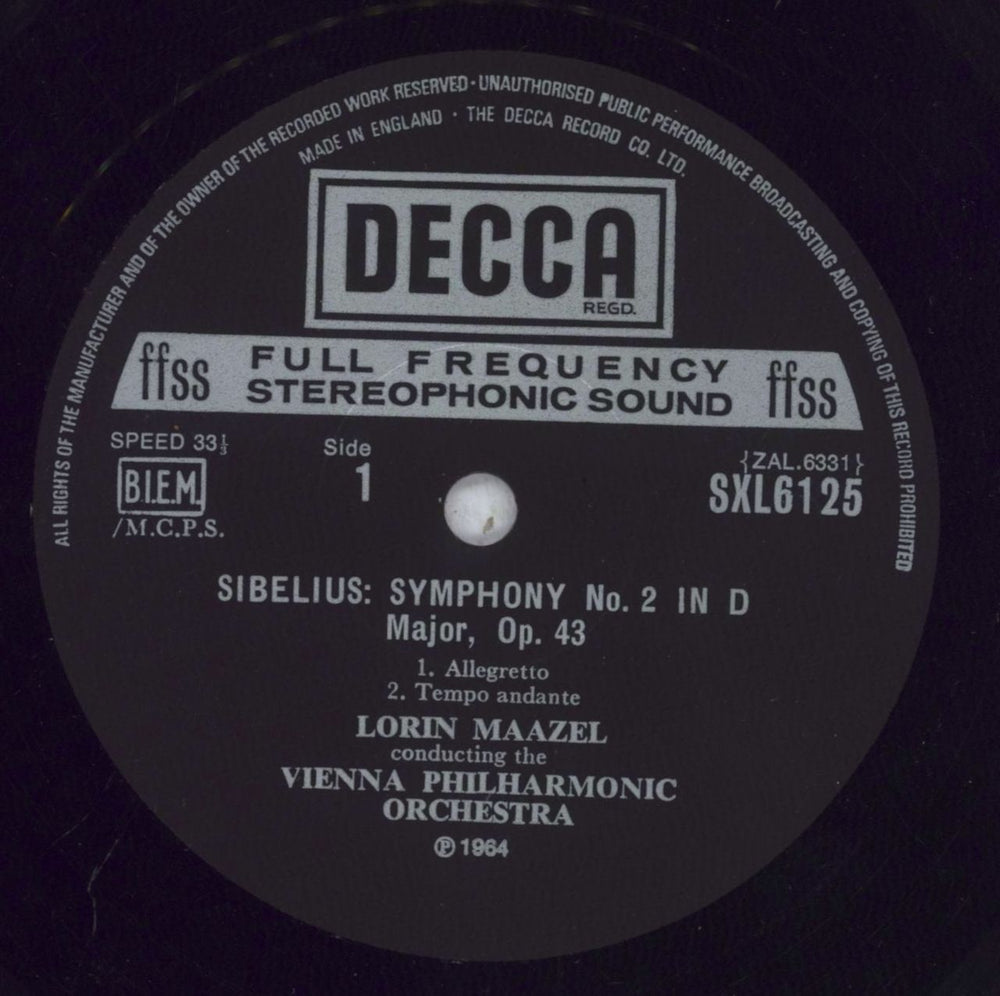 ALL RIGHTS OF THE MANUFACTURER AND OF THE OWNER OF THE RECORDED WORK RESERVED · UNAUTHORISED PUBLIC PERFORMANCE BROADCASTING AND COPYING OF THIS RECORD PROHIBITED
MADE IN ENGLAND · THE DECCA RECORD CO. LTD.
DECCA
REGD.
ffss FULL FREQUENCY STEREOPHONIC SOUND ffss
SPEED 33⅓
B.I.E.M.
/M.C.P.S.
Side
1
{ZAL.6331}
SXL6125
SIBELIUS: SYMPHONY No. 2 IN D
Major, Op. 43
1. Allegretto
2. Tempo andante
LORIN MAAZEL
conducting the
VIENNA PHILHARMONIC
ORCHESTRA
℗ 1964